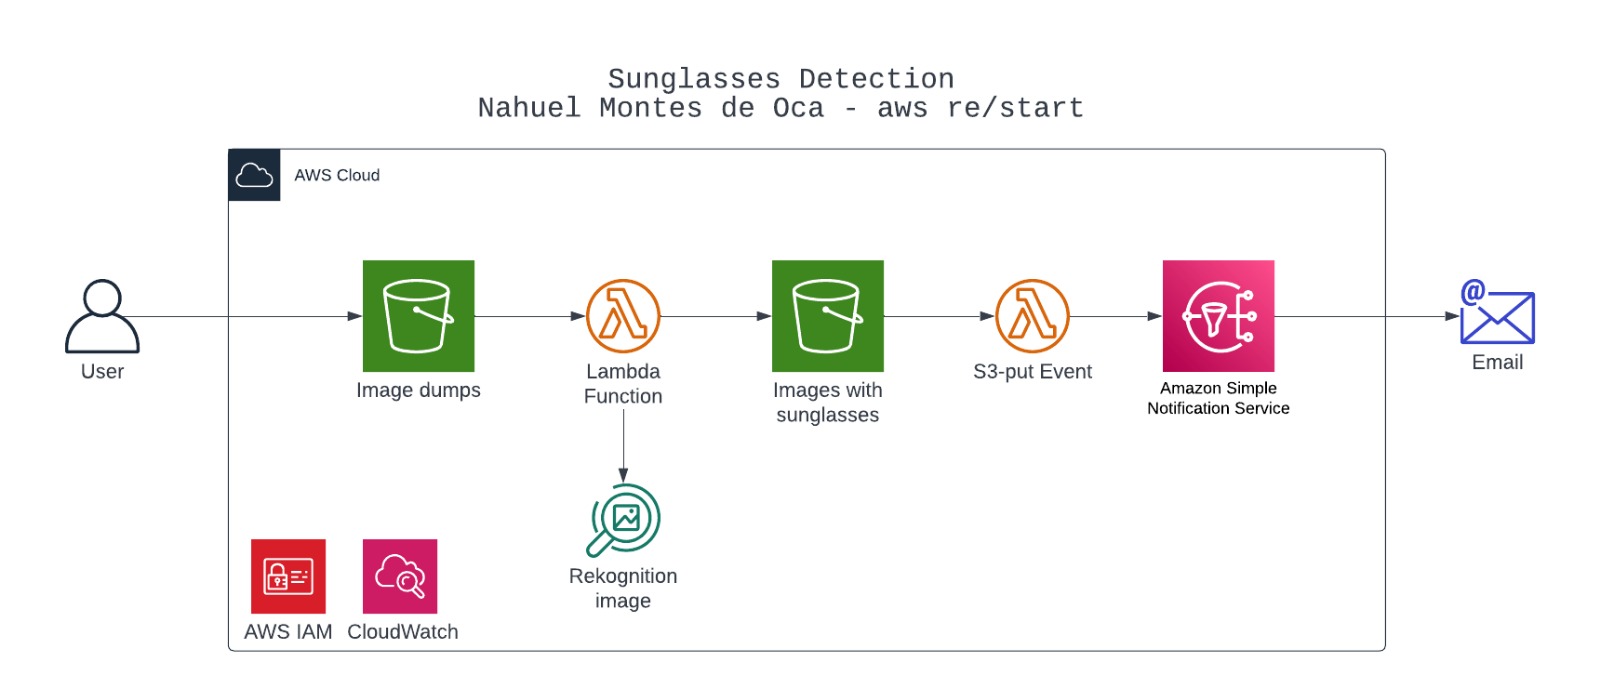 Sunglasses Detection
Nahuel Montes de Oca - aws re/start
AWS Cloud
User
Image dumps
Lambda
Function
Images with
sunglasses
S3-put Event
Amazon Simple
Notification Service
@
Email
Rekognition
image
AWS IAM
CloudWatch